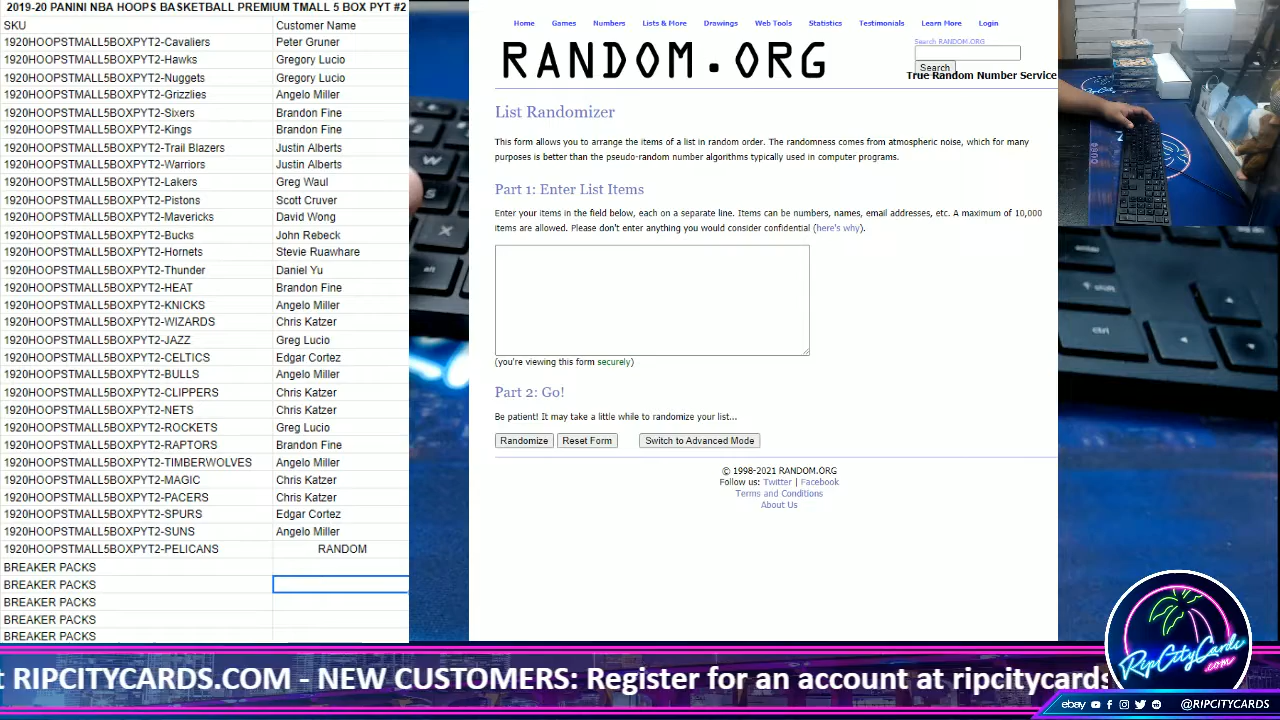 2019-20 PANINI NBA HOOPS BASKETBALL PREMIUM TMALL 5 BOX PYT #2
SKU Customer Name
1920HOOPSTMALL5BOXPYT2-Cavaliers Peter Gruner
1920HOOPSTMALL5BOXPYT2-Hawks Gregory Lucio
1920HOOPSTMALL5BOXPYT2-Nuggets Gregory Lucio
1920HOOPSTMALL5BOXPYT2-Grizzlies Angelo Miller
1920HOOPSTMALL5BOXPYT2-Sixers Brandon Fine
1920HOOPSTMALL5BOXPYT2-Kings Brandon Fine
1920HOOPSTMALL5BOXPYT2-Trail Blazers Justin Alberts
1920HOOPSTMALL5BOXPYT2-Warriors Justin Alberts
1920HOOPSTMALL5BOXPYT2-Lakers Greg Waul
1920HOOPSTMALL5BOXPYT2-Pistons Scott Cruver
1920HOOPSTMALL5BOXPYT2-Mavericks David Wong
1920HOOPSTMALL5BOXPYT2-Bucks John Rebeck
1920HOOPSTMALL5BOXPYT2-Hornets Stevie Ruawhare
1920HOOPSTMALL5BOXPYT2-Thunder Daniel Yu
1920HOOPSTMALL5BOXPYT2-HEAT Brandon Fine
1920HOOPSTMALL5BOXPYT2-KNICKS Angelo Miller
1920HOOPSTMALL5BOXPYT2-WIZARDS Chris Katzer
1920HOOPSTMALL5BOXPYT2-JAZZ Greg Lucio
1920HOOPSTMALL5BOXPYT2-CELTICS Edgar Cortez
1920HOOPSTMALL5BOXPYT2-BULLS Angelo Miller
1920HOOPSTMALL5BOXPYT2-CLIPPERS Chris Katzer
1920HOOPSTMALL5BOXPYT2-NETS Chris Katzer
1920HOOPSTMALL5BOXPYT2-ROCKETS Greg Lucio
1920HOOPSTMALL5BOXPYT2-RAPTORS Brandon Fine
1920HOOPSTMALL5BOXPYT2-TIMBERWOLVES Angelo Miller
1920HOOPSTMALL5BOXPYT2-MAGIC Chris Katzer
1920HOOPSTMALL5BOXPYT2-PACERS Chris Katzer
1920HOOPSTMALL5BOXPYT2-SPURS Edgar Cortez
1920HOOPSTMALL5BOXPYT2-SUNS Angelo Miller
1920HOOPSTMALL5BOXPYT2-PELICANS RANDOM
BREAKER PACKS
BREAKER PACKS
BREAKER PACKS
BREAKER PACKS
BREAKER PACKS
Home Games Numbers Lists & More Drawings Web Tools Statistics Testimonials Learn More Login
RANDOM.ORG
Search RANDOM.ORG
Search
True Random Number Service
List Randomizer
This form allows you to arrange the items of a list in random order. The randomness comes from atmospheric noise, which for many
purposes is better than the pseudo-random number algorithms typically used in computer programs.
Part 1: Enter List Items
Enter your items in the field below, each on a separate line. Items can be numbers, names, email addresses, etc. A maximum of 10,000
items are allowed. Please don't enter anything you would consider confidential (here's why).
(you're viewing this form securely)
Part 2: Go!
Be patient! It may take a little while to randomize your list...
Randomize Reset Form Switch to Advanced Mode
© 1998-2021 RANDOM.ORG
Follow us: Twitter | Facebook
Terms and Conditions
About Us
W
S
X
alt
alt
ctrl
RipCityCards
.com
RIPCITYCARDS.COM - NEW CUSTOMERS: Register for an account at ripcitycards
ebay @RIPCITYCARDS